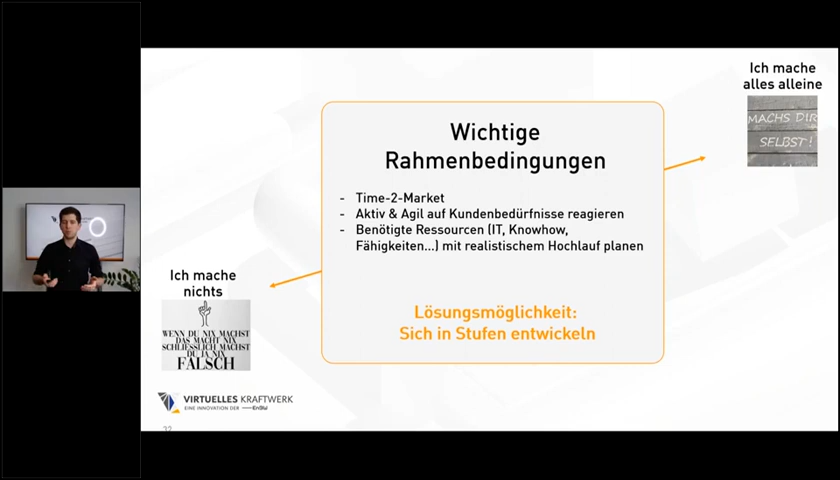 Ich mache
alles alleine
MACHS DIR
SELBST!
Wichtige
Rahmenbedingungen
- Time-2-Market
- Aktiv & Agil auf Kundenbedürfnisse reagieren
- Benötigte Ressourcen (IT, Knowhow,
Fähigkeiten...) mit realistischem Hochlauf planen
Ich mache
nichts
WENN DU NIX MACHST
DAS MACHT NIX
SCHLIESSLICH MACHST
DU JA NIX
FALSCH
Lösungsmöglichkeit:
Sich in Stufen entwickeln
VIRTUELLES KRAFTWERK
EINE INNOVATION DER EnBW
32